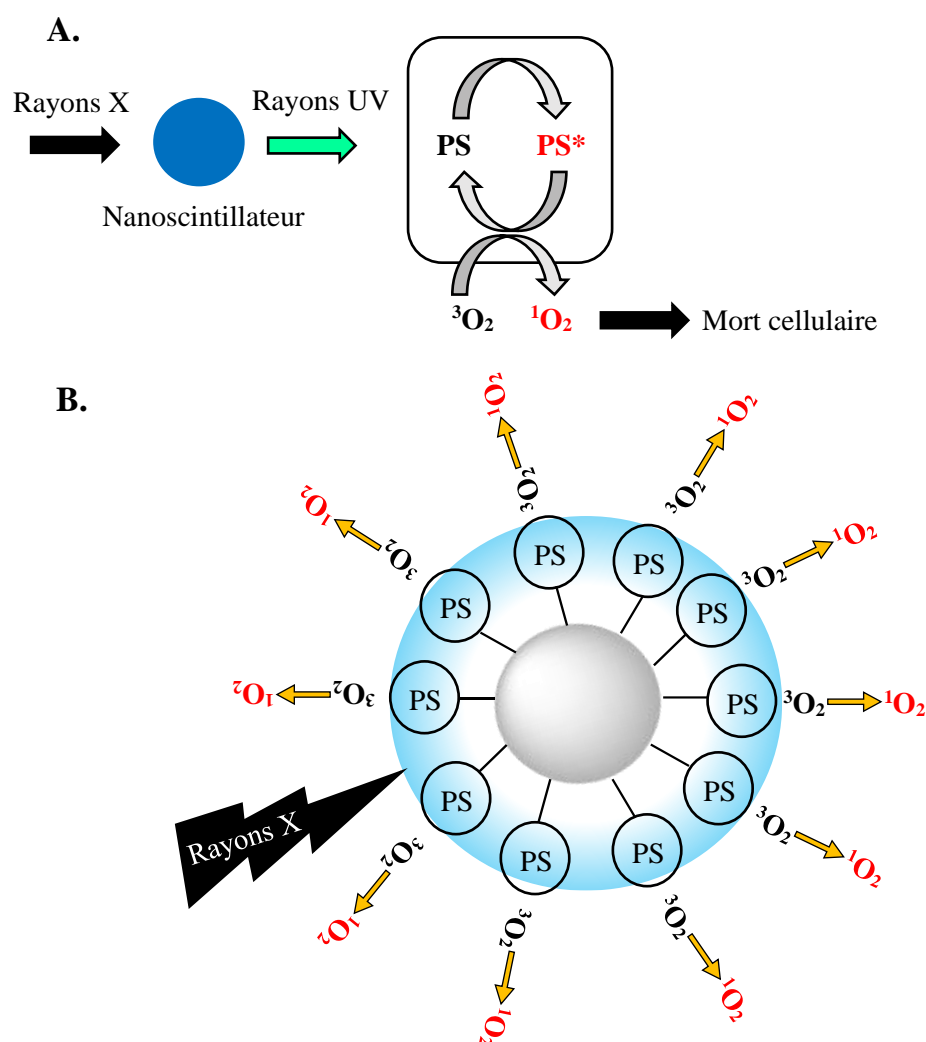 A.
Rayons X
Rayons UV
Nanoscintillateur
PS
PS*
³O₂
¹O₂
Mort cellulaire
B.
¹O₂
¹O₂
³O₂
³O₂
¹O₂
³O₂
¹O₂
³O₂
PS
PS
PS
PS
PS
PS
PS
PS
PS
PS
¹O₂
³O₂
³O₂
¹O₂
Rayons X
³O₂
¹O₂
³O₂
¹O₂
³O₂
¹O₂
³O₂
¹O₂
¹O₂